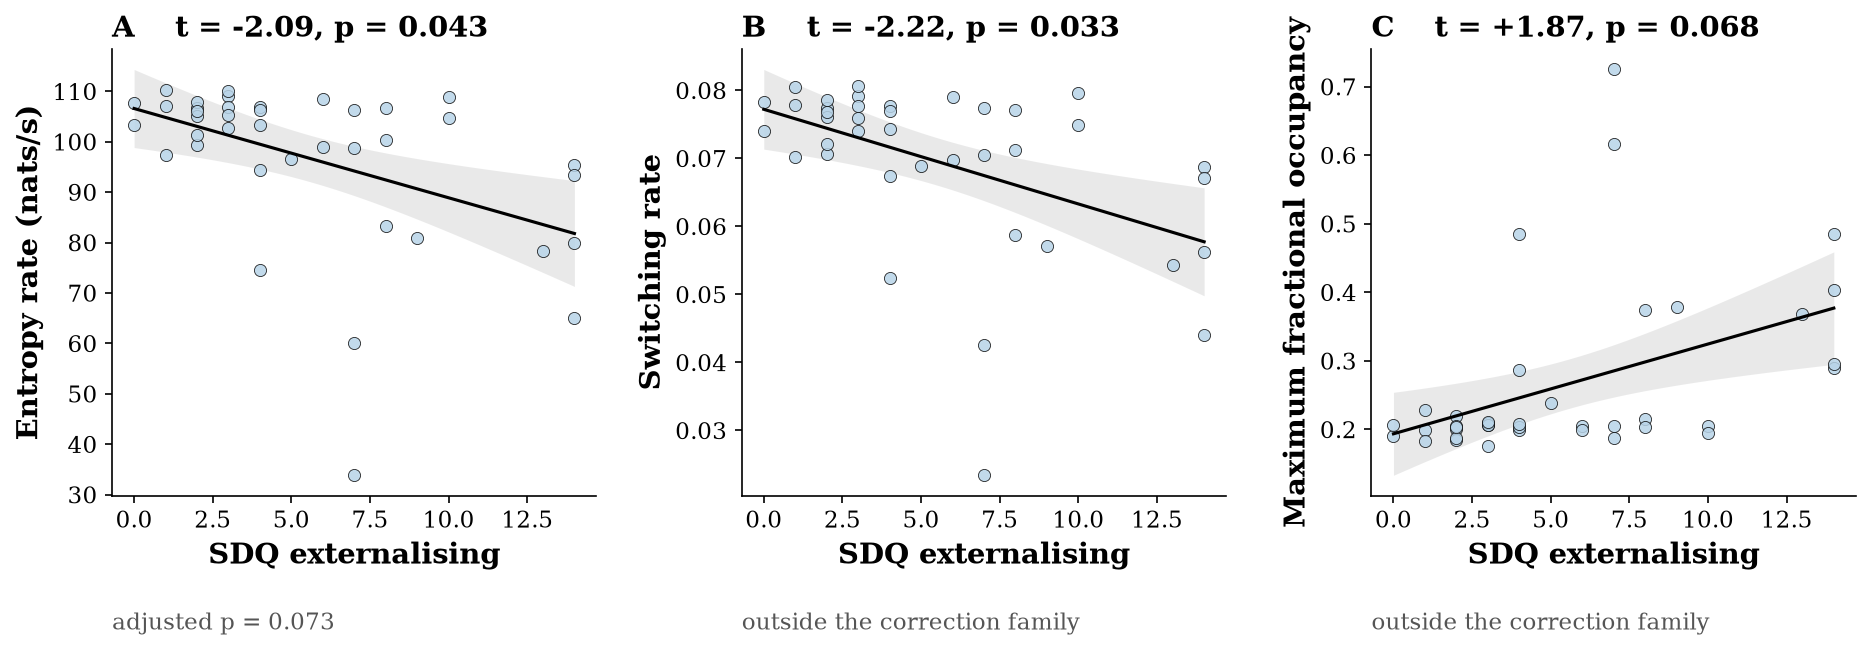 A t = -2.09, p = 0.043
Entropy rate (nats/s)
110
100
90
80
70
60
50
40
30
0.0 2.5 5.0 7.5 10.0 12.5
SDQ externalising
adjusted p = 0.073
B t = -2.22, p = 0.033
Switching rate
0.08
0.07
0.06
0.05
0.04
0.03
0.0 2.5 5.0 7.5 10.0 12.5
SDQ externalising
outside the correction family
C t = +1.87, p = 0.068
Maximum fractional occupancy
0.7
0.6
0.5
0.4
0.3
0.2
0.0 2.5 5.0 7.5 10.0 12.5
SDQ externalising
outside the correction family